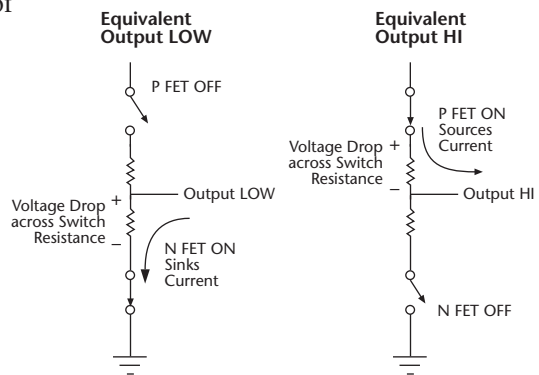 Equivalent
Output LOW
P FET OFF
Voltage Drop
across Switch
Resistance
+
–
Output LOW
N FET ON
Sinks
Current
Equivalent
Output HI
P FET ON
Sources
Current
Voltage Drop
across Switch
Resistance
+
–
Output HI
N FET OFF